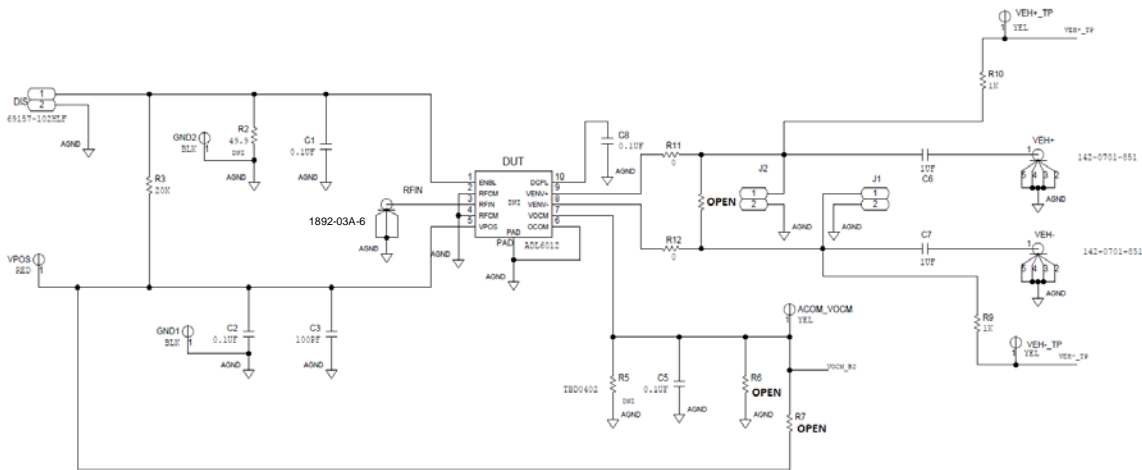 VEH+_TP
1
YEL
VEH+_TP
R10
1K
DIS
1
2
69157-102HLF
AGND
GND2
1
BLK
R2
49.9
DNI
AGND
C1
0.1UF
AGND
C8
0.1UF
AGND
R11
0
VEH+
1
142-0701-851
1UF
C6
5 4 3 2
AGND
R3
20K
RFIN
1892-03A-6
AGND
DUT
1 ENBL
2 RFCM
3 RFIN
4 RFCM
5 VPOS
DCPL 10
VENV+ 9
VENV- 8
VOCM 7
OCOM 6
DNI
PAD
PAD
ADL6012
AGND
AGND
OPEN
J2
1
2
AGND
J1
1
2
AGND
R12
0
C7
1UF
VEH-
1
142-0701-851
5 4 3 2
AGND
VPOS
1
RED
GND1
1
BLK
C2
0.1UF
AGND
C3
100PF
AGND
ACOM_VOCM
1
YEL
R9
1K
VEH-_TP
1
YEL
VEH-_TP
R5
TBD0402
DNI
AGND
C5
0.1UF
AGND
R6
OPEN
AGND
VOCM_B2
R7
OPEN